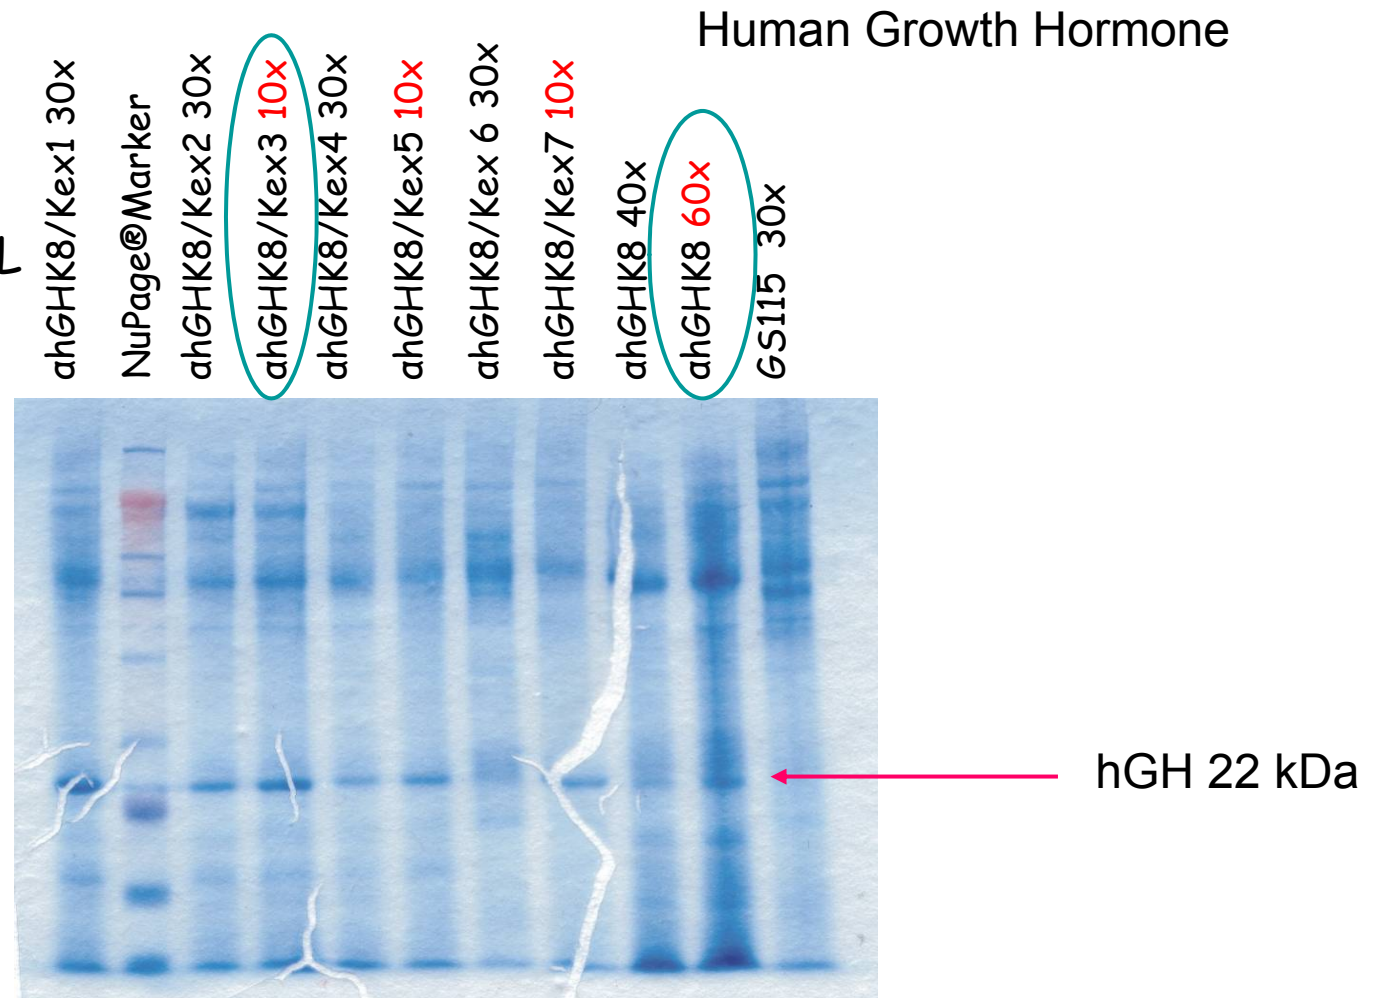 Human Growth Hormone
L
ahGHK8/Kex1 30x
NuPage®Marker
ahGHK8/Kex2 30x
ahGHK8/Kex3 10x
ahGHK8/Kex4 30x
ahGHK8/Kex5 10x
ahGHK8/Kex 6 30x
ahGHK8/Kex7 10x
ahGHK8 40x
ahGHK8 60x
GS115 30x
hGH 22 kDa